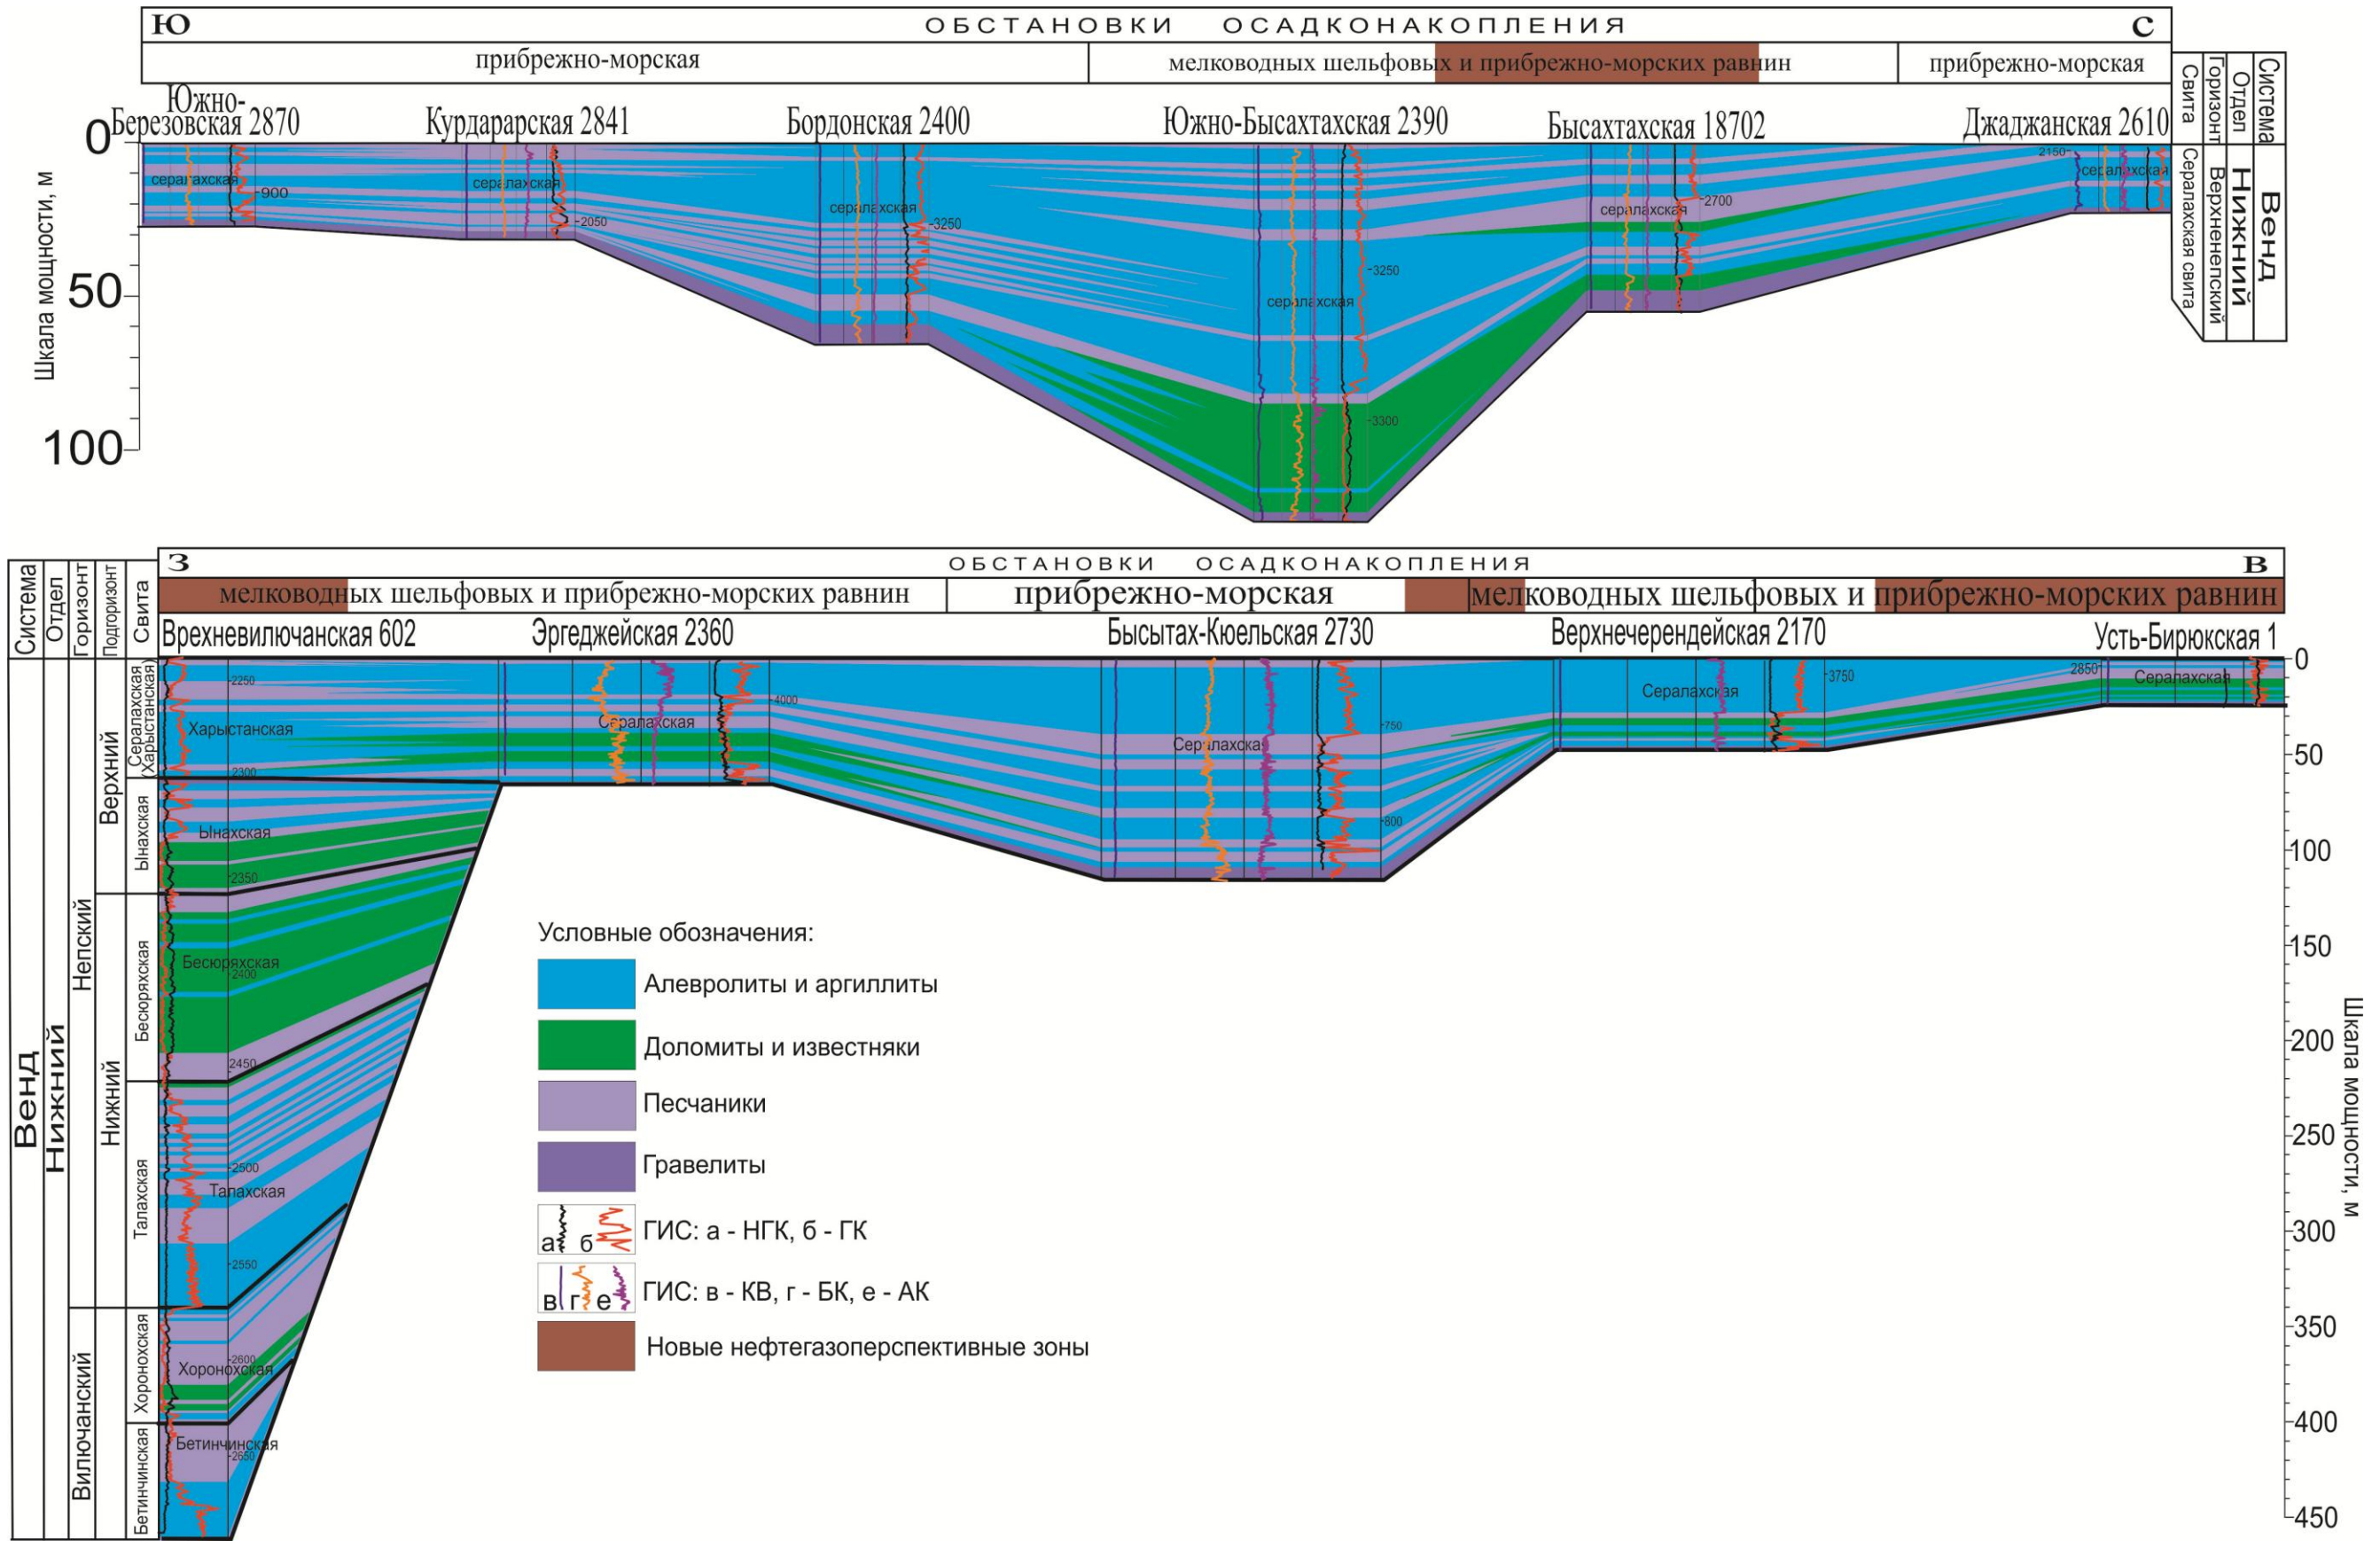 Ю ОБСТАНОВКИ ОСАДКОНАКОПЛЕНИЯ С
прибрежно-морская мелководных шельфовых и прибрежно-морских равнин прибрежно-морская
Южно-
Березовская 2870 Курдарарская 2841 Бордонская 2400 Южно-Бысахтахская 2390 Бысахтахская 18702 Джаджанская 2610
Свита Горизонт Отдел Система
Сералахская свита Верхненепский Нижний Венд
Шкала мощности, м
0
50
100
сералахская 900
сералахская 2050
сералахская 3250
сералахская 3250
3300
сералахская 2700
2150 сералахская
З ОБСТАНОВКИ ОСАДКОНАКОПЛЕНИЯ В
мелководных шельфовых и прибрежно-морских равнин прибрежно-морская мелководных шельфовых и прибрежно-морских равнин
Система Отдел Горизонт Подгоризонт Свита
Врехневилючанская 602 Эргеджейская 2360 Бысытах-Кюельская 2730 Верхнечерендейская 2170 Усть-Бирюкская 1
Венд
Нижний
Непский
Вилючанский
Верхний
Нижний
Сералахская
(Харыстанская)
Ынахская
Бесюряхская
Талахская
Хоронохская
Бетинчинская
2250
Харыстанская
2300
Ынахская
2350
Бесюряхская
2400
2450
2500
Талахская
2550
2600
Хоронохская
Бетинчинская
2650
4000
Сералахская
750
Сералахская
800
Сералахская
3750
2850
Сералахская
0
50
100
150
200
250
300
350
400
450
Шкала мощности, м
Условные обозначения:
Алевролиты и аргиллиты
Доломиты и известняки
Песчаники
Гравелиты
а б ГИС: а - НГК, б - ГК
в г е ГИС: в - КВ, г - БК, е - АК
Новые нефтегазоперспективные зоны